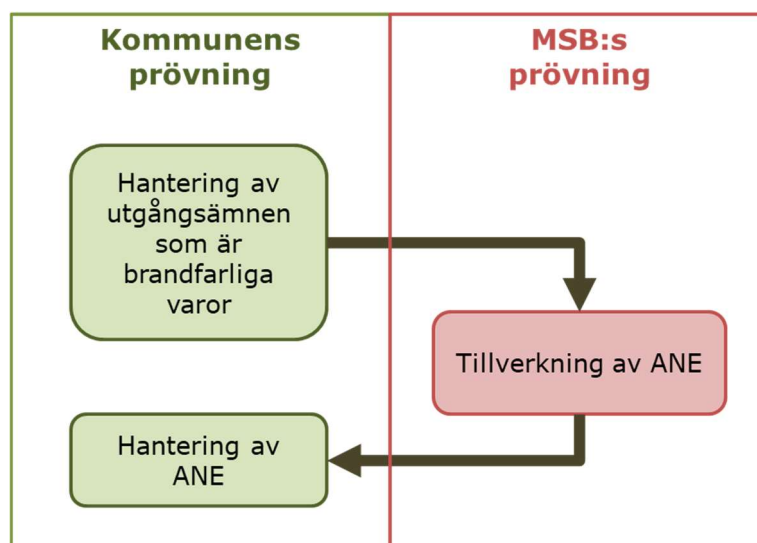 Kommunens
prövning
MSB:s
prövning
Hantering av
utgångsämnen
som är
brandfarliga
varor
Tillverkning av ANE
Hantering av
ANE